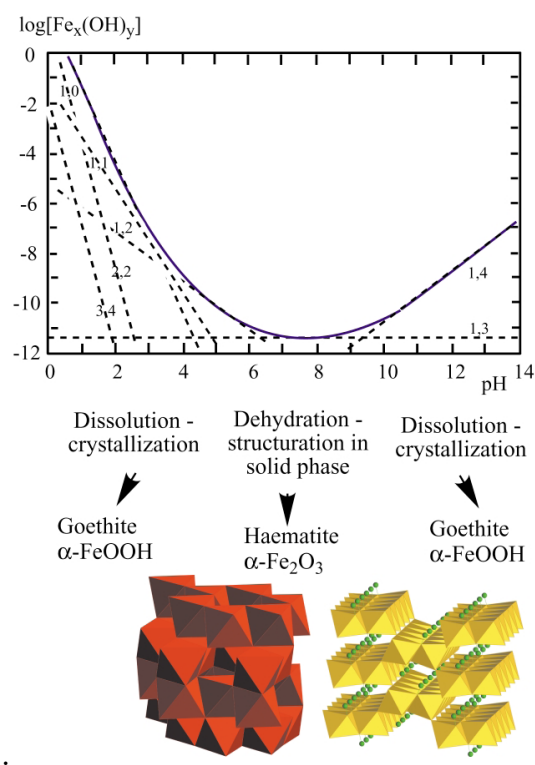 log[Feₓ(OH)ᵧ]
0
-2
-4
-6
-8
-10
-12
1,0
1,1
1,2
2,2
3,4
1,4
1,3
0 2 4 6 8 10 12 14
pH
Dissolution -
crystallization
Dehydration -
structuration in
solid phase
Dissolution -
crystallization
Goethite
α-FeOOH
Haematite
α-Fe₂O₃
Goethite
α-FeOOH
.